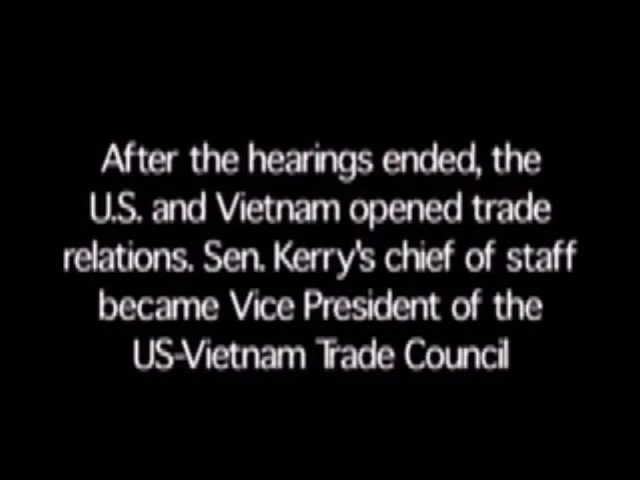 After the hearings ended, the
U.S. and Vietnam opened trade
relations. Sen. Kerry's chief of staff
became Vice President of the
US-Vietnam Trade Council